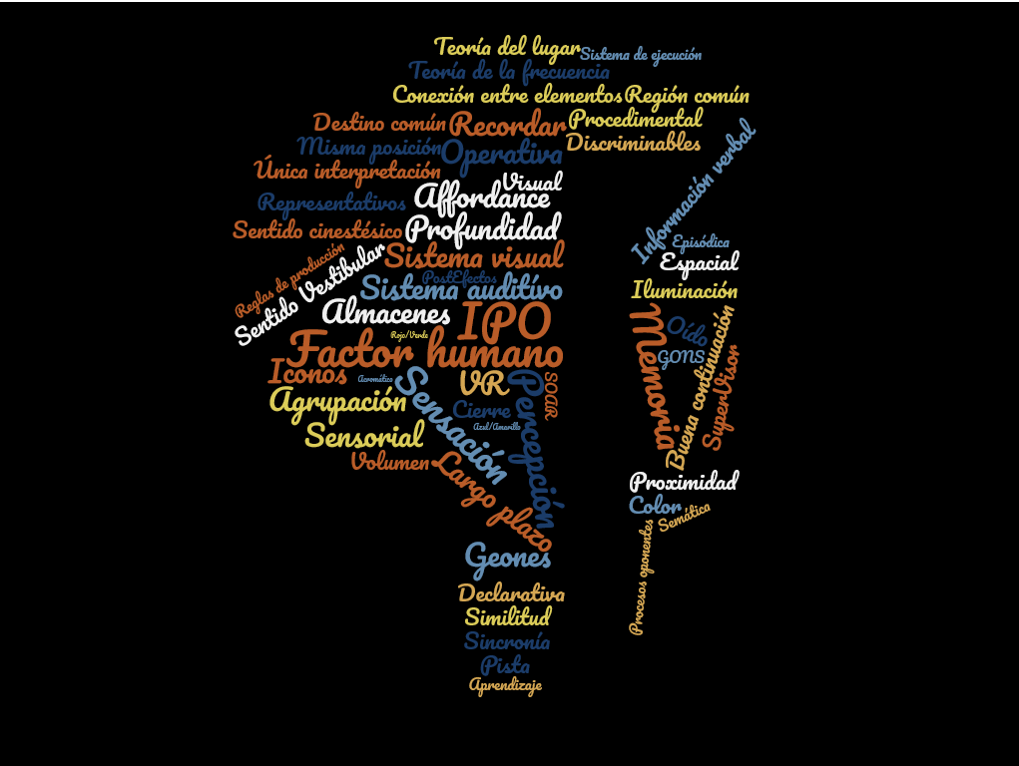 Teoría del lugar
Sistema de ejecución
Teoría de la frecuencia
Conexión entre elementos
Región común
Destino común
Recordar
Procedimental
Misma posición
Operativa
Discriminables
Información verbal
Única interpretación
Visual
Representativos
Affordance
Sentido cinestésico
Profundidad
Episódica
Reglas de producción
Sentido Vestibular
Sistema visual
Espacial
PostEfectos
Sistema auditívo
Iluminación
Almacenes
IPO
Rojo/Verde
Memoria
Oído
Factor humano
GONS
Buena continuación
SuperVisor
Iconos
Acromático
Sensación
VR
Percepción
SOAR
Agrupación
Cierre
Azul/Amarillo
Sensorial
Volumen
Largo plazo
Proximidad
Color
Semática
Procesos oponentes
Geones
Declarativa
Similitud
Sincronía
Pista
Aprendizaje